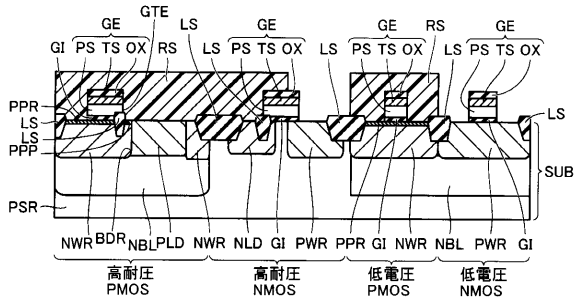 GTE
GE GE GE GE
GI PS TS OX RS LS LS PS TS OX LS PS TS OX RS LS PS TS OX
PPR
LS
LS
PPP
PSR
LS
SUB
NWR BDR NBL PLD NWR NLD GI PWR PPR GI NWR NBL PWR GI
高耐圧 高耐圧 低電圧 低電圧
PMOS NMOS PMOS NMOS